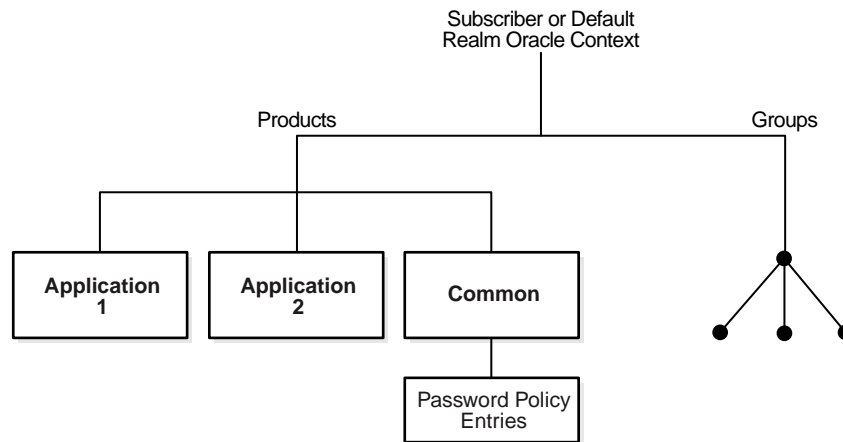 Subscriber or Default
Realm Oracle Context
Products
Groups
Application
1
Application
2
Common
Password Policy
Entries